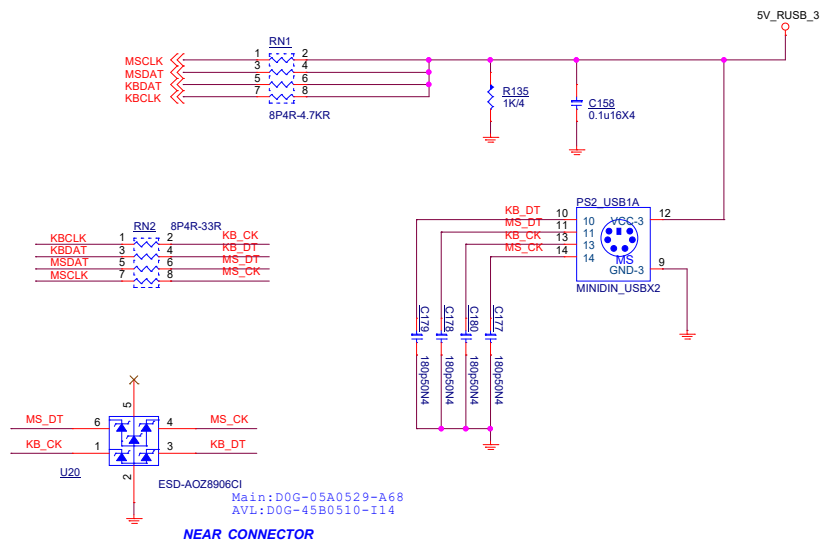 5V_RUSB_3
RN1
MSCLK 1 2
MSDAT 3 4
KBDAT 5 6
KBCLK 7 8
8P4R-4.7KR
R135
1K/4
C158
0.1u16X4
RN2 8P4R-33R
KBCLK 1 2 KB_CK
KBDAT 3 4 KB_DT
MSDAT 5 6 MS_DT
MSCLK 7 8 MS_CK
PS2_USB1A
KB_DT 10 10 VCC-3 12
MS_DT 11 11
KB_CK 13 13
MS_CK 14 14 MS
GND-3 9
MINIDIN_USBX2
C179 C178 C180 C177
180p50N4 180p50N4 180p50N4 180p50N4
5
MS_DT 6 4 MS_CK
KB_CK 1 3 KB_DT
2
U20
ESD-AOZ8906CI
Main:D0G-05A0529-A68
AVL:D0G-45B0510-I14
NEAR CONNECTOR